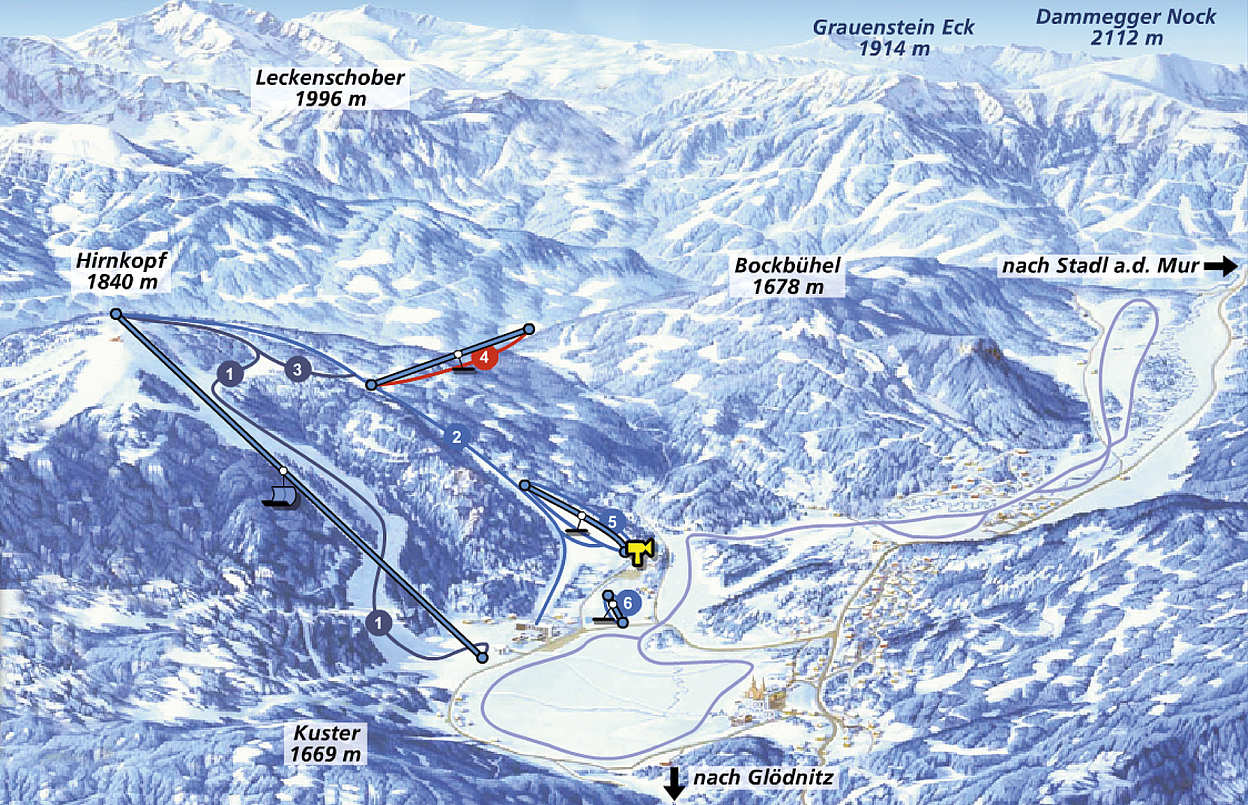 Grauenstein Eck
1914 m
Dammegger Nock
2112 m
Leckenschober
1996 m
Hirnkopf
1840 m
Bockbühel
1678 m
nach Stadl a.d. Mur
1
3
4
2
5
6
1
Kuster
1669 m
nach Glödnitz